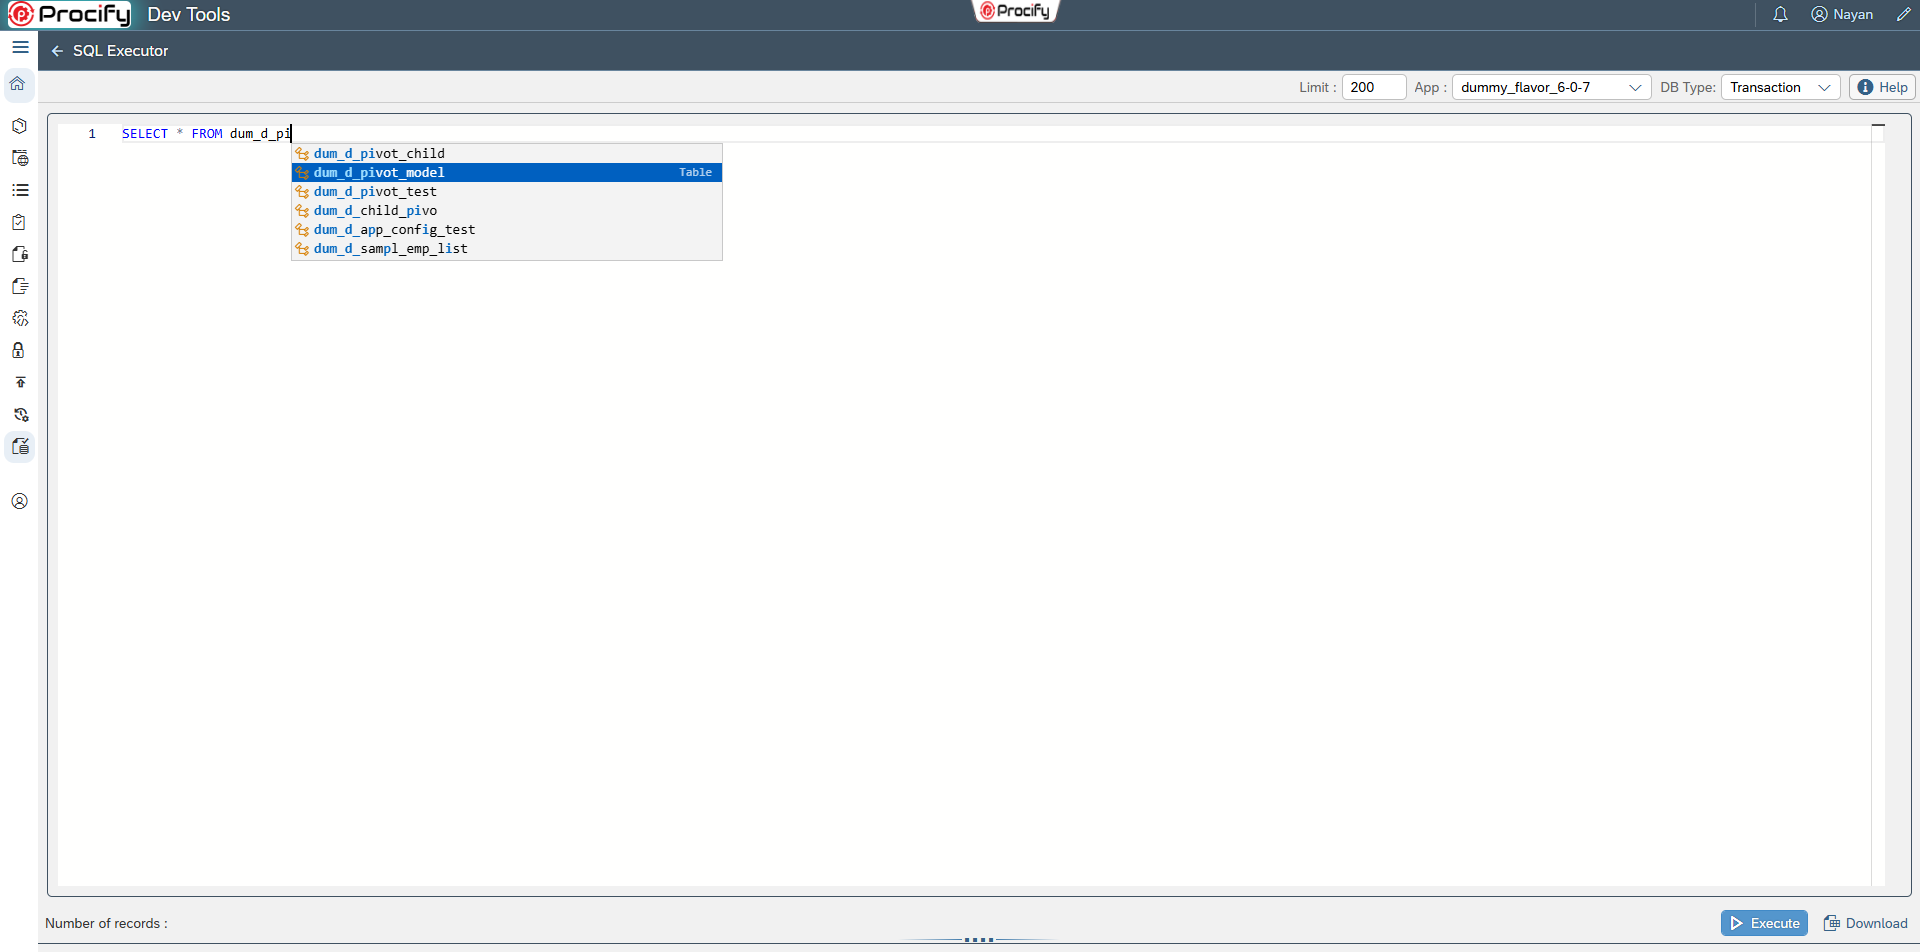 Procify Dev Tools
Procify
Nayan
SQL Executor
Limit : 200 App : dummy_flavor_6-0-7 DB Type: Transaction Help
1 SELECT * FROM dum_d_pi
dum_d_pivot_child
dum_d_pivot_model Table
dum_d_pivot_test
dum_d_child_pivo
dum_d_app_config_test
dum_d_sampl_emp_list
Number of records :
Execute Download